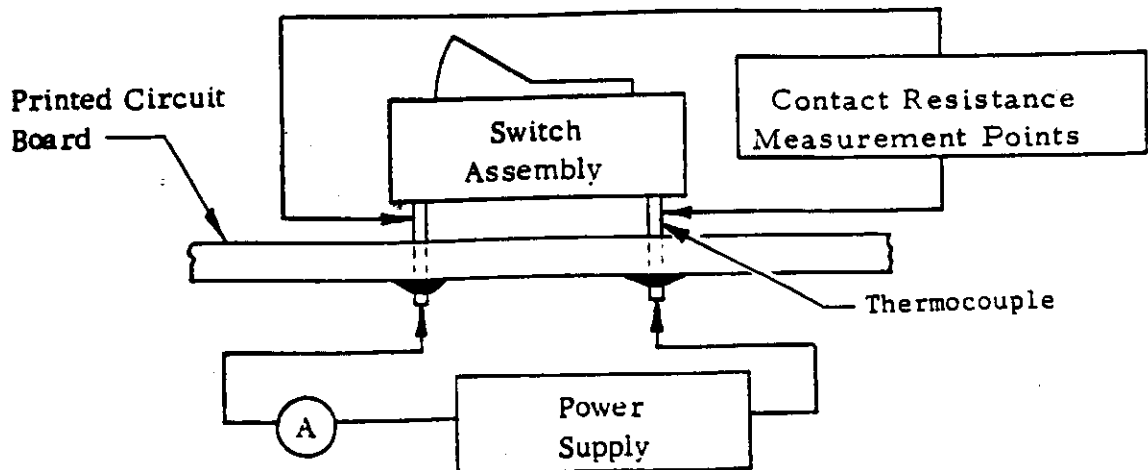 Printed Circuit
Board
Switch
Assembly
Contact Resistance
Measurement Points
Thermocouple
A
Power
Supply